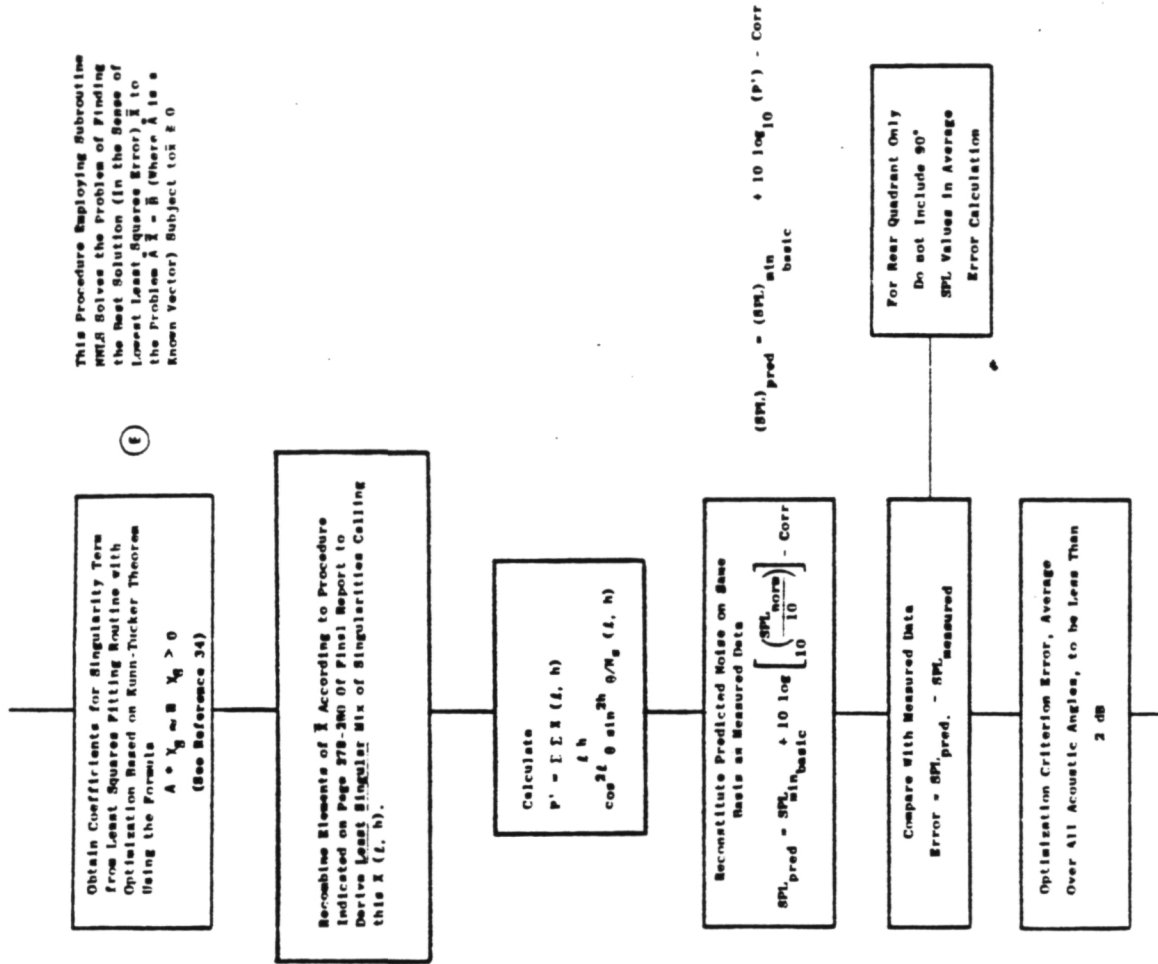 Obtain Coefficients for Singularity Term
from Least Squares Fitting Routine with
Optimization Based on Kunn-Tucker Theorem
Using the Formula
A * X_B ≈ B X_B > 0
(See Reference 34)
E
This Procedure Employing Subroutine
NNLS Solves the Problem of Finding
the Best Solution (In the Sense of
Lowest Least Squares Error) X̄ to
the Problem Å X̄ = B̄ (Where Å is a
Known Vector) Subject to x̄ ≥ 0
Recombine Elements of X̄ According to Procedure
Indicated on Page 278-280 Of Final Report to
Derive Least Singular Mix of Singularities Calling
this X (ℓ, h).
Calculate
P' = Σ Σ X (ℓ, h)
ℓ h
cos^2ℓ θ sin^2h θ/M_s (ℓ, h)
Reconstitute Predicted Noise on Same
Basis as Measured Data
SPL_pred = SPL_min_basic + 10 log [10 (SPL_norm/10)] - Corr
(SPL)_pred = (SPL)_min basic + 10 log_10 (P') - Corr
Compare with Measured Data
Error = SPL_pred. - SPL_measured
For Rear Quadrant Only
Do not Include 90°
SPL Values in Average
Error Calculation
Optimization Criterion Error, Average
Over All Acoustic Angles, to be Less Than
2 dB